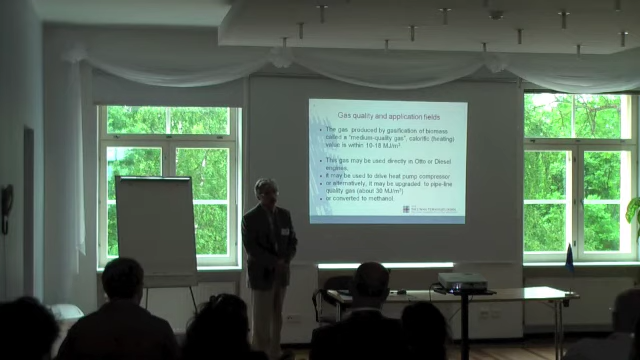 Gas quality and application fields
• The gas produced by gasification of biomass
called a "medium-quality gas", calorific (heating)
value is within 10-18 MJ/m³.
• This gas may be used directly in Otto or Diesel
engines.
• it may be used to drive heat pump compressor
• or alternatively, it may be upgraded to pipe-line
quality gas (about 30 MJ/m³)
• or converted to methanol.